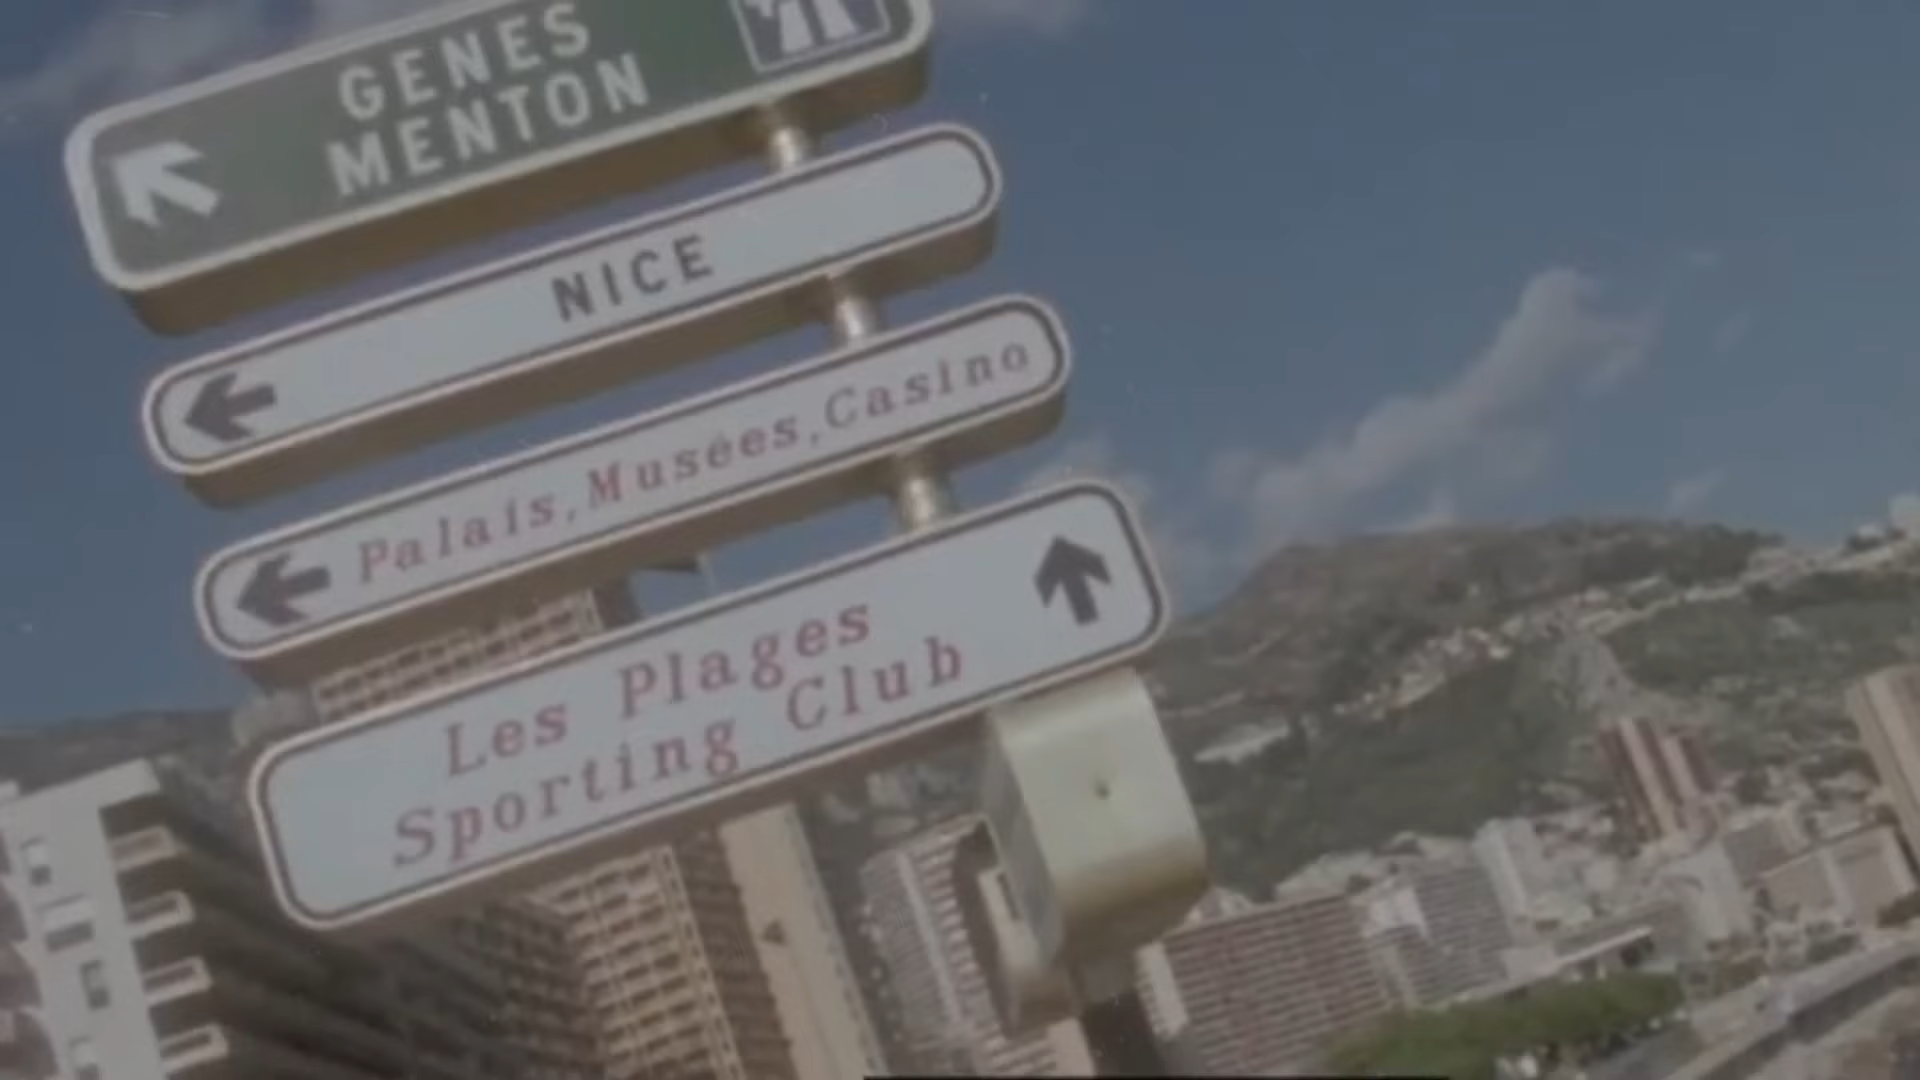 GENES
MENTON
NICE
Palais,Musées,Casino
Les Plages
Sporting Club